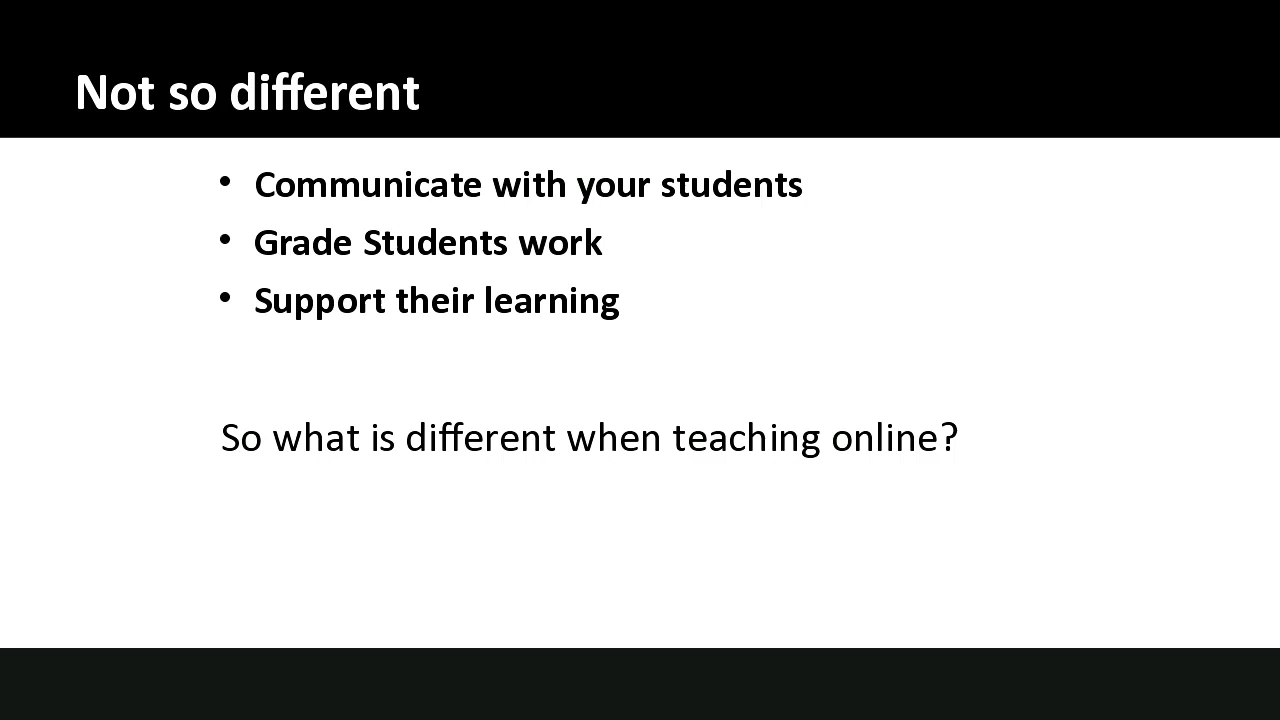 Not so different
• Communicate with your students
• Grade Students work
• Support their learning
So what is different when teaching online?